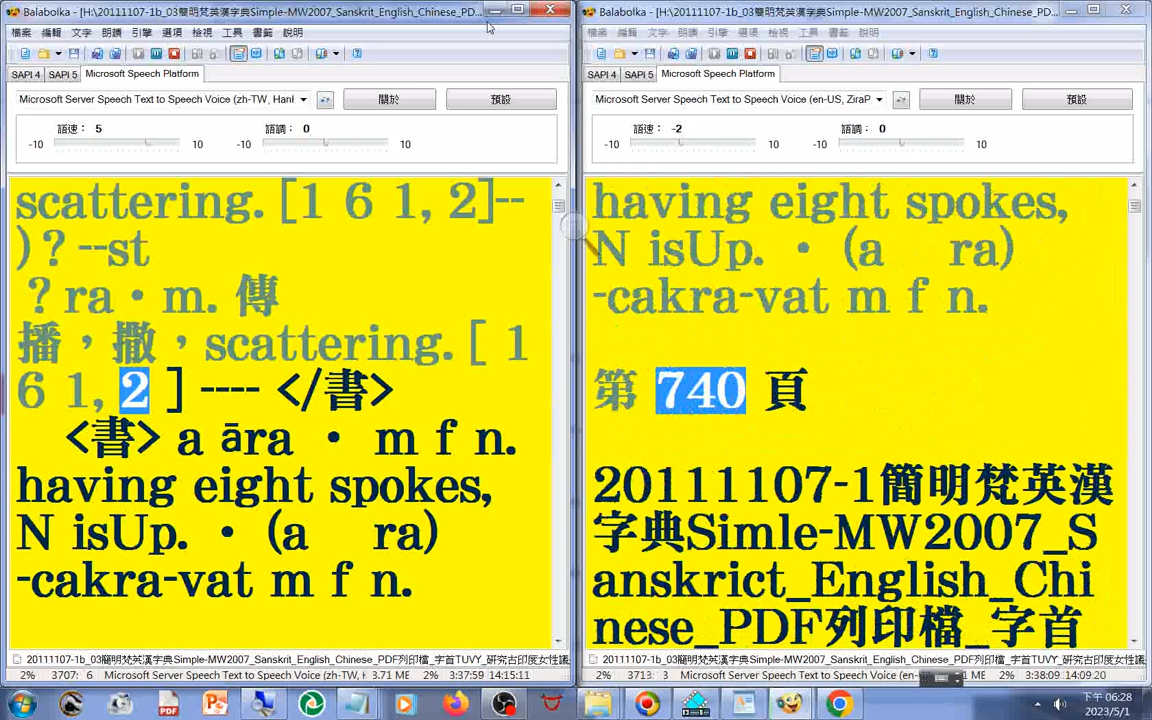 Balabolka - [H:\20111107-1b_03簡明梵英漢字典Simple-MW2007_Sanskrit_English_Chinese_PD...
檔案 編輯 文字 朗讀 引擎 選項 檢視 工具 書籤 說明
SAPI 4 SAPI 5 Microsoft Speech Platform
Microsoft Server Speech Text to Speech Voice (zh-TW, Hanl
關於 預設
語速： 5 語調： 0
-10 10 -10 10
scattering. [1 6 1, 2]--
)？--st
？ra・m. 傳
播，撒，scattering. [ 1
6 1, 2 ] ---- </書>
<書> a āra ・ m f n.
having eight spokes,
N isUp. ・ (a ra)
-cakra-vat m f n.
20111107-1b_03簡明梵英漢字典Simple-MW2007_Sanskrit_English_Chinese_PDF列印檔_字首TUVY_研究古印度女性議
2% 3707: 6 Microsoft Server Speech Text to Speech Voice (zh-TW, H 3.71 ME 2% 3:37:59 14:15:11
Balabolka - [H:\20111107-1b_03簡明梵英漢字典Simple-MW2007_Sanskrit_English_Chinese_PD...
檔案 編輯 文字 朗讀 引擎 選項 檢視 工具 書籤 說明
SAPI 4 SAPI 5 Microsoft Speech Platform
Microsoft Server Speech Text to Speech Voice (en-US, ZiraP
關於 預設
語速： -2 語調： 0
-10 10 -10 10
having eight spokes,
N isUp. ・ (a ra)
-cakra-vat m f n.
第 740 頁
20111107-1簡明梵英漢
字典Simle-MW2007_S
anskrict_English_Chi
nese_PDF列印檔_字首
20111107-1b_03簡明梵英漢字典Simple-MW2007_Sanskrit_English_Chinese_PDF列印檔_字首TUVY_研究古印度女性議
2% 3713: Microsoft Server Speech Text to Speech Voice (en- ME 2% 3:38:09 14:09:20
下午 06:28
2023/5/1